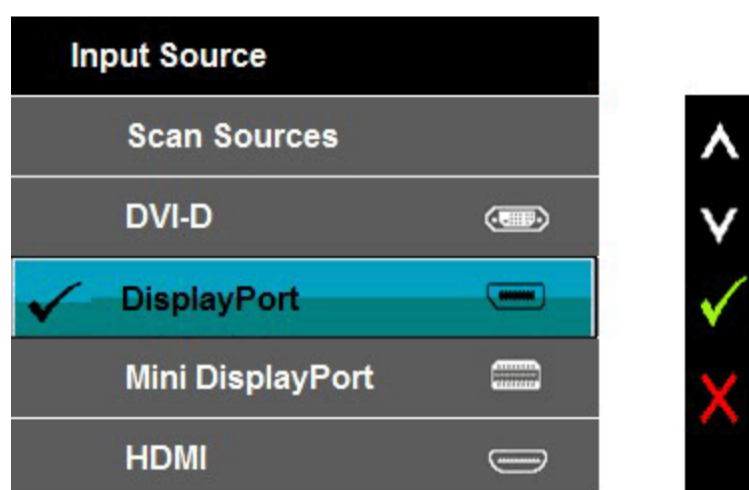 Input Source
Scan Sources
DVI-D
DisplayPort
Mini DisplayPort
HDMI